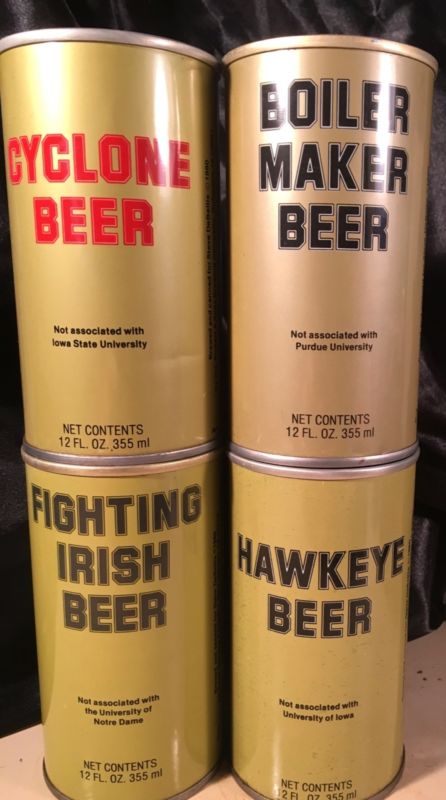 CYCLONE
BEER
Not associated with
Iowa State University
NET CONTENTS
12 FL. OZ. 355 ml
BOILER
MAKER
BEER
Not associated with
Purdue University
NET CONTENTS
12 FL. OZ. 355 ml
FIGHTING
IRISH
BEER
Not associated with
the University of
Notre Dame
NET CONTENTS
12 FL. OZ. 355 ml
HAWKEYE
BEER
Not associated with
University of Iowa
NET CONTENTS
12 FL. OZ. 355 ml